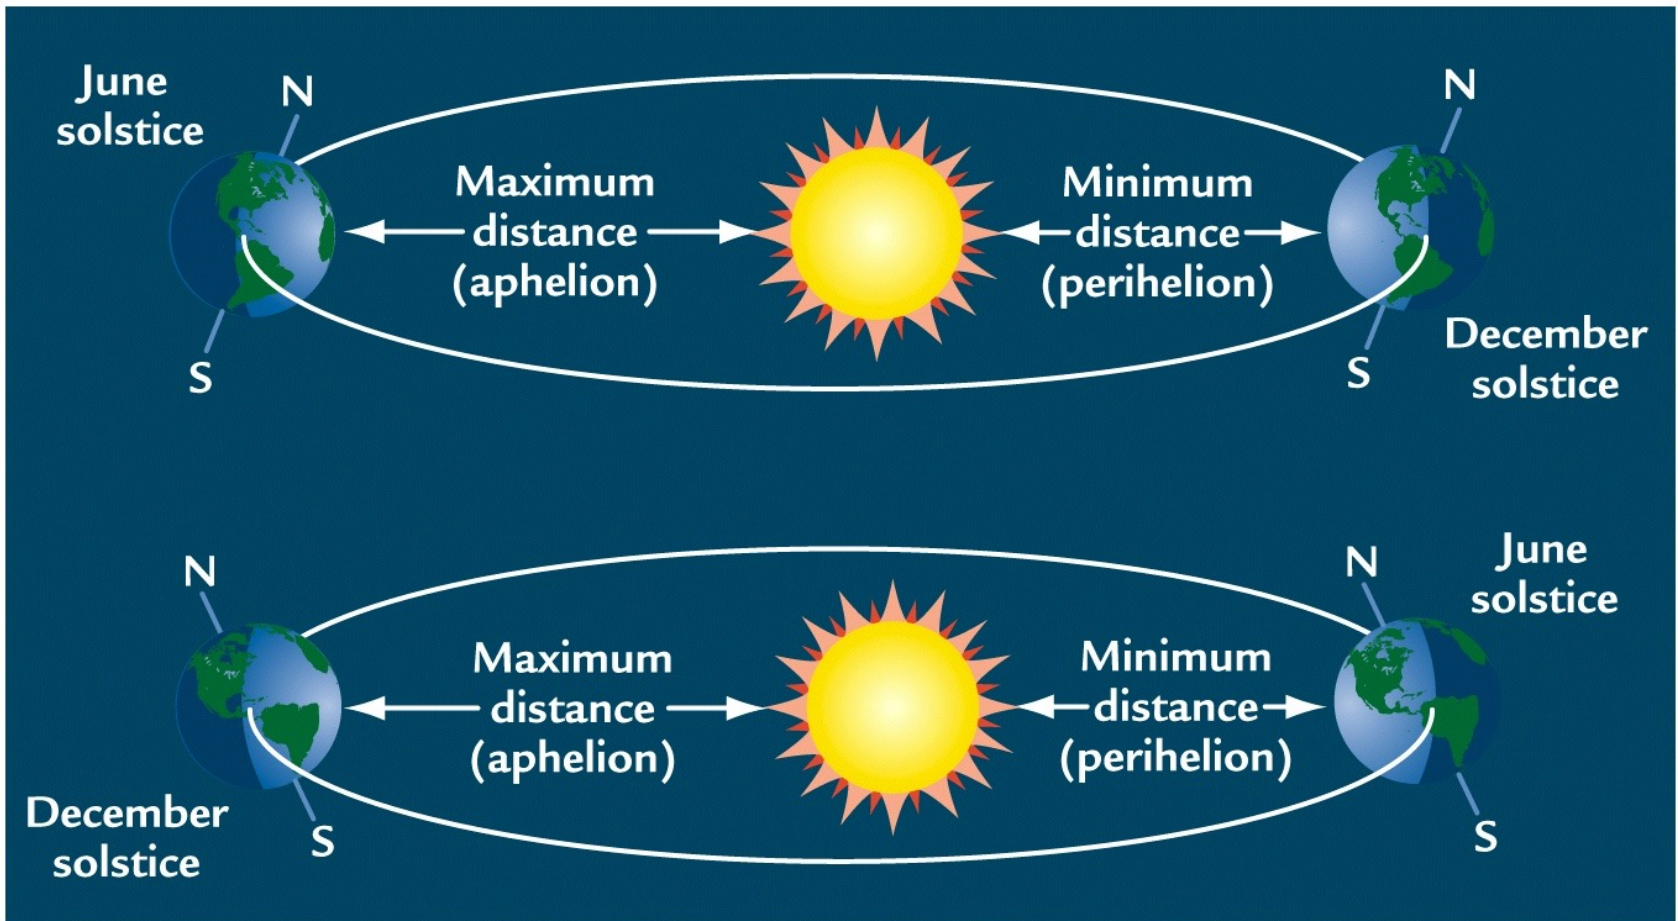 June
solstice
N
S
Maximum
distance
(aphelion)
Minimum
distance
(perihelion)
N
S
December
solstice
N
S
December
solstice
Maximum
distance
(aphelion)
Minimum
distance
(perihelion)
N
S
June
solstice